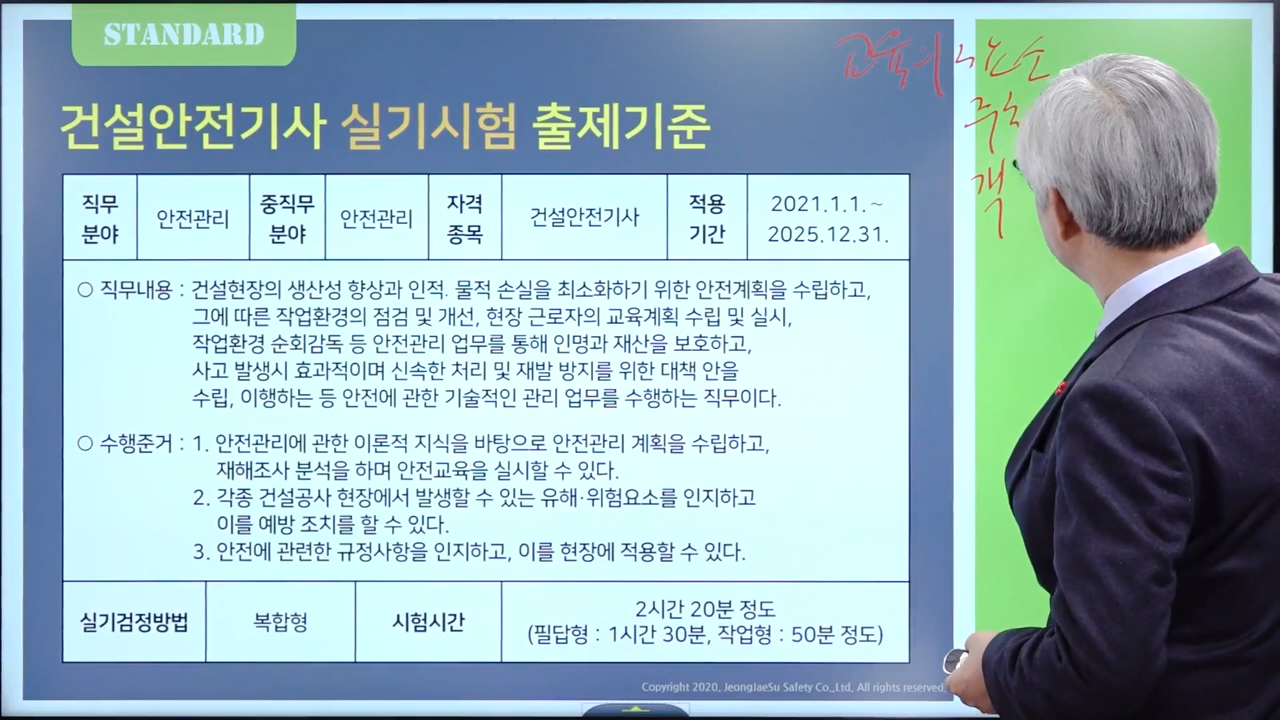 STANDARD
교육의 3요소
건설안전기사 실기시험 출제기준
객
직무 분야 안전관리 중직무 분야 안전관리 자격 종목 건설안전기사 적용 기간 2021.1.1.~ 2025.12.31.
○ 직무내용 : 건설현장의 생산성 향상과 인적. 물적 손실을 최소화하기 위한 안전계획을 수립하고,
그에 따른 작업환경의 점검 및 개선, 현장 근로자의 교육계획 수립 및 실시,
작업환경 순회감독 등 안전관리 업무를 통해 인명과 재산을 보호하고,
사고 발생시 효과적이며 신속한 처리 및 재발 방지를 위한 대책 안을
수립, 이행하는 등 안전에 관한 기술적인 관리 업무를 수행하는 직무이다.
○ 수행준거 : 1. 안전관리에 관한 이론적 지식을 바탕으로 안전관리 계획을 수립하고,
재해조사 분석을 하며 안전교육을 실시할 수 있다.
2. 각종 건설공사 현장에서 발생할 수 있는 유해·위험요소를 인지하고
이를 예방 조치를 할 수 있다.
3. 안전에 관련한 규정사항을 인지하고, 이를 현장에 적용할 수 있다.
실기검정방법 복합형 시험시간 2시간 20분 정도
(필답형 : 1시간 30분, 작업형 : 50분 정도)
Copyright 2020. JeongJaeSu Safety Co.,Ltd. All rights reserved.